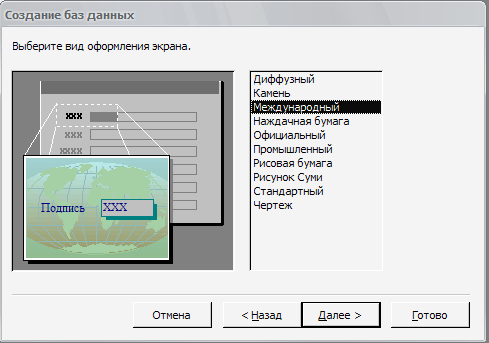 Создание баз данных
Выберите вид оформления экрана.
xxx
xxx
xxxx
Подпись XXX
Диффузный
Камень
Международный
Наждачная бумага
Официальный
Промышленный
Рисовая бумага
Рисунок Суми
Стандартный
Чертеж
Отмена
< Назад
Далее >
Готово